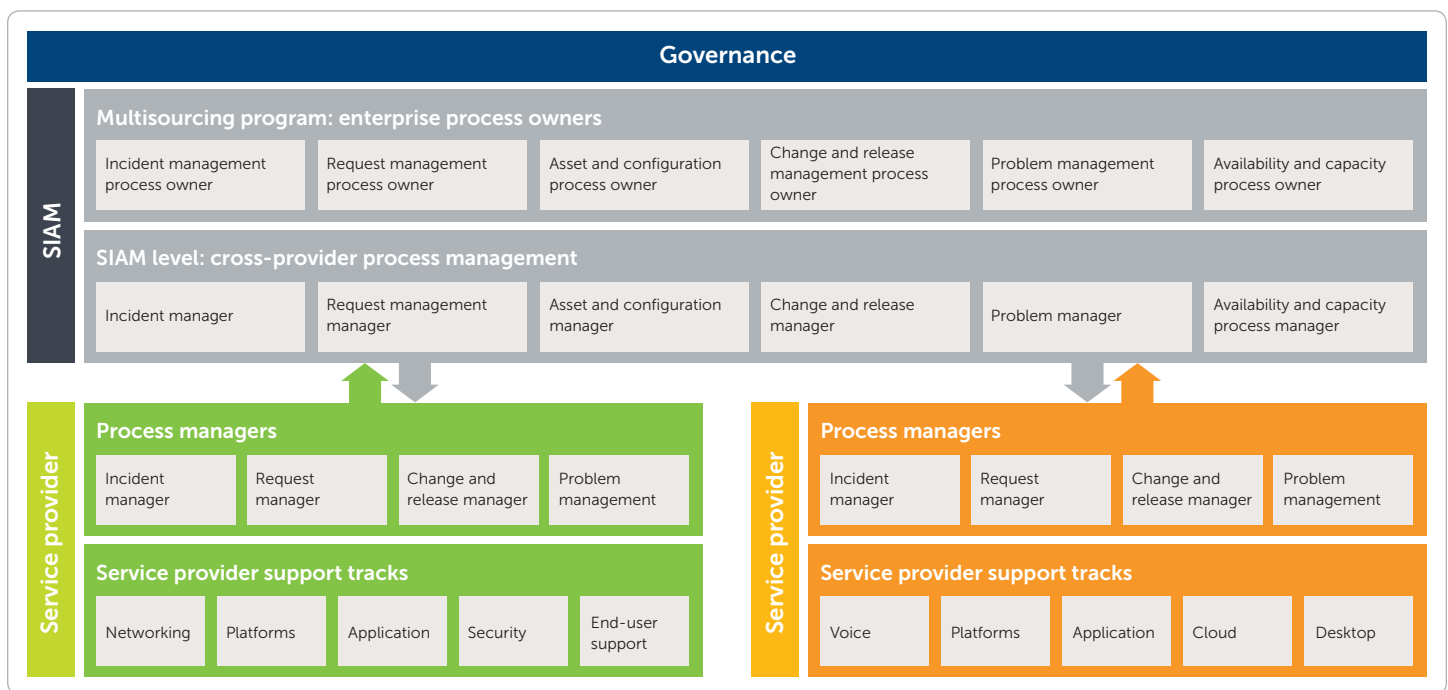 Governance
SIAM
Multisourcing program: enterprise process owners
Incident management
process owner
Request management
process owner
Asset and configuration
process owner
Change and release
management process
owner
Problem management
process owner
Availability and capacity
process owner
SIAM level: cross-provider process management
Incident manager
Request management
manager
Asset and configuration
manager
Change and release
manager
Problem manager
Availability and capacity
process manager
Service provider
Process managers
Incident
manager
Request
manager
Change and
release manager
Problem
management
Service provider support tracks
Networking
Platforms
Application
Security
End-user
support
Service provider
Process managers
Incident
manager
Request
manager
Change and
release manager
Problem
management
Service provider support tracks
Voice
Platforms
Application
Cloud
Desktop